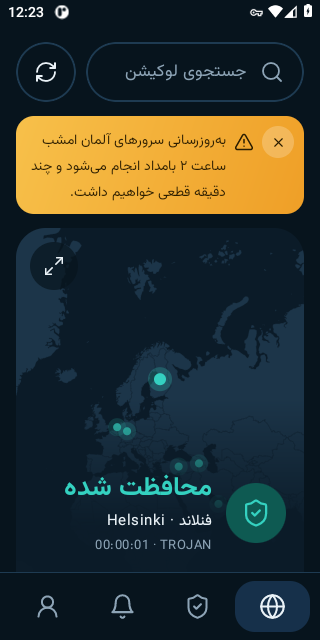 12:23
جستجوی لوکیشن
به‌روزرسانی سرورهای آلمان امشب
ساعت ۲ بامداد انجام می‌شود و چند
دقیقه قطعی خواهیم داشت.
محافظت شده
فنلاند · Helsinki
00:00:01 · TROJAN